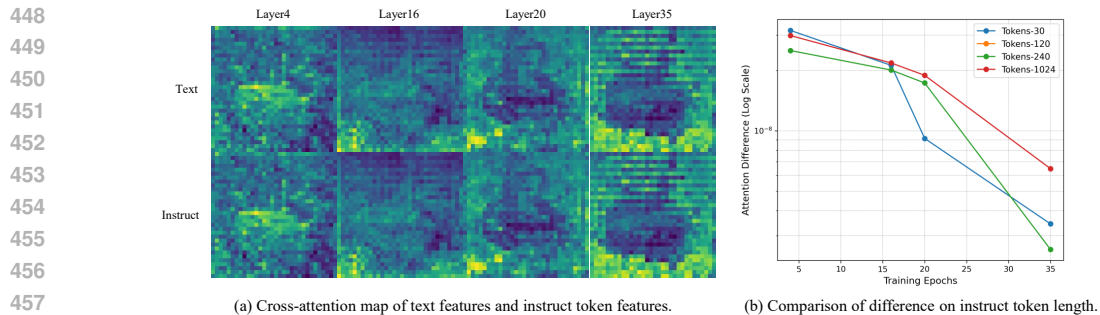 448
449
450
451
452
453
454
455
456
457
Layer4 Layer16 Layer20 Layer35
Text
Instruct
(a) Cross-attention map of text features and instruct token features.
Attention Difference (Log Scale)
10⁻⁸
Tokens-30
Tokens-120
Tokens-240
Tokens-1024
5 10 15 20 25 30 35
Training Epochs
(b) Comparison of difference on instruct token length.